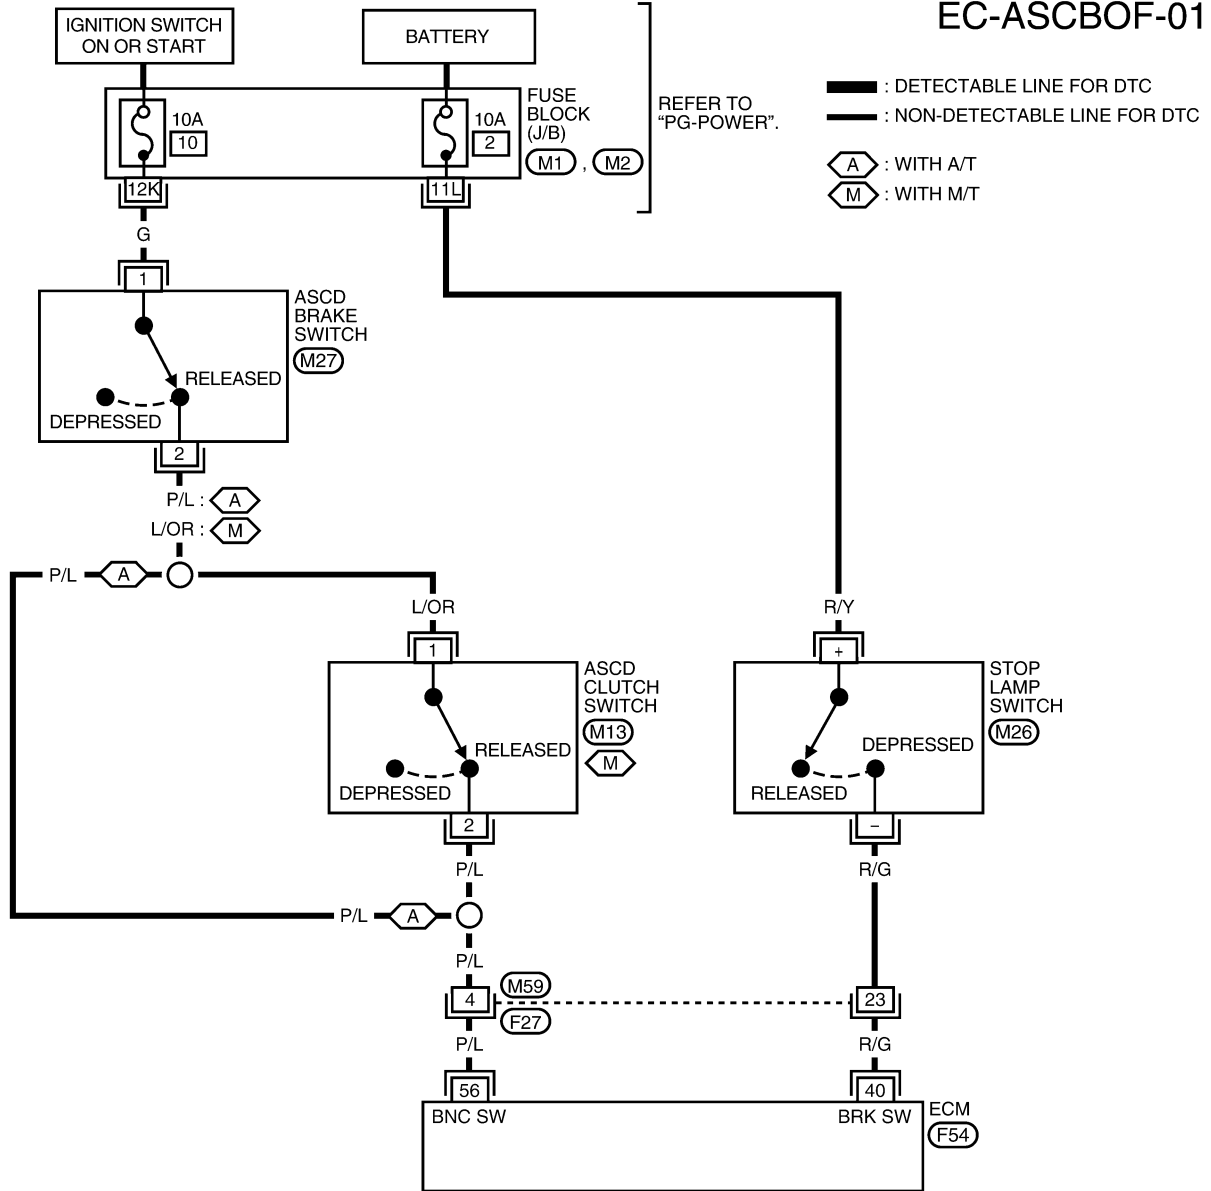 EC-ASCBOF-01
IGNITION SWITCH
ON OR START
BATTERY
10A
10
10A
2
FUSE
BLOCK
(J/B)
M1 , M2
REFER TO
“PG-POWER”.
: DETECTABLE LINE FOR DTC
: NON-DETECTABLE LINE FOR DTC
A : WITH A/T
M : WITH M/T
12K
11L
G
1
ASCD
BRAKE
SWITCH
M27
RELEASED
DEPRESSED
2
P/L : A
L/OR : M
P/L A
L/OR
R/Y
1
+
ASCD
CLUTCH
SWITCH
M13
M
RELEASED
DEPRESSED
STOP
LAMP
SWITCH
M26
DEPRESSED
RELEASED
2
–
P/L
R/G
P/L A
P/L
4
M59
F27
23
P/L
R/G
56
40
BNC SW
BRK SW
ECM
F54